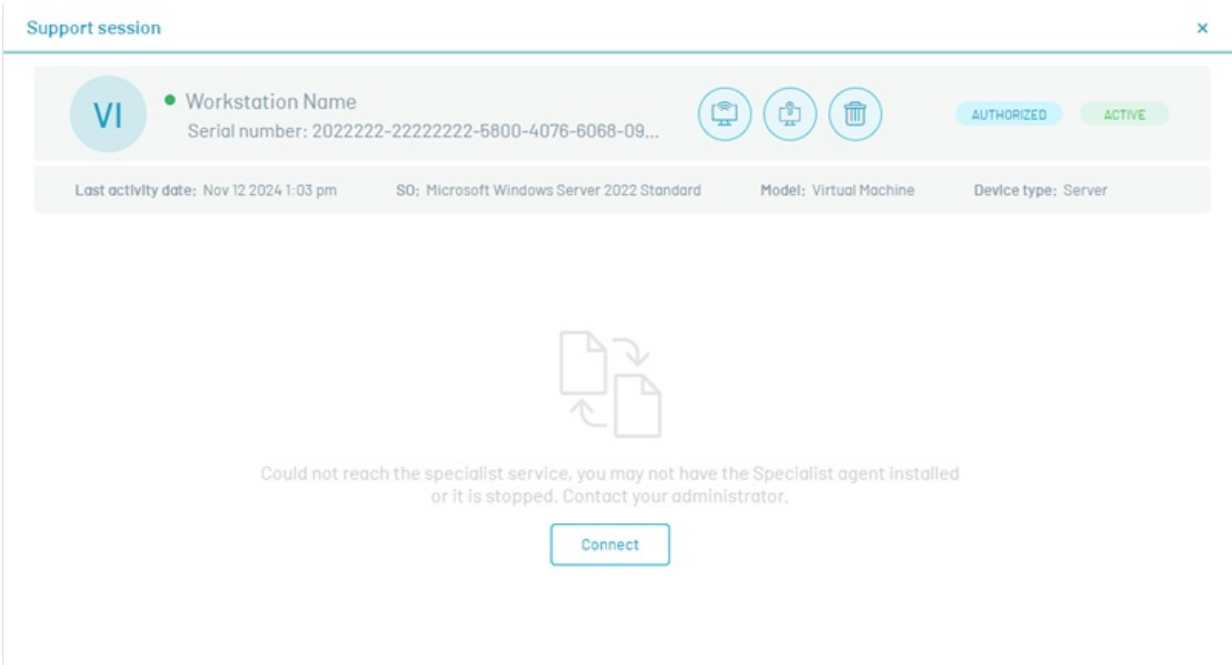 Support session
×
VI
Workstation Name
Serial number: 2022222-22222222-5800-4076-6068-09...
AUTHORIZED
ACTIVE
Last activity date: Nov 12 2024 1:03 pm
SO: Microsoft Windows Server 2022 Standard
Model: Virtual Machine
Device type: Server
Could not reach the specialist service, you may not have the Specialist agent installed
or it is stopped. Contact your administrator.
Connect